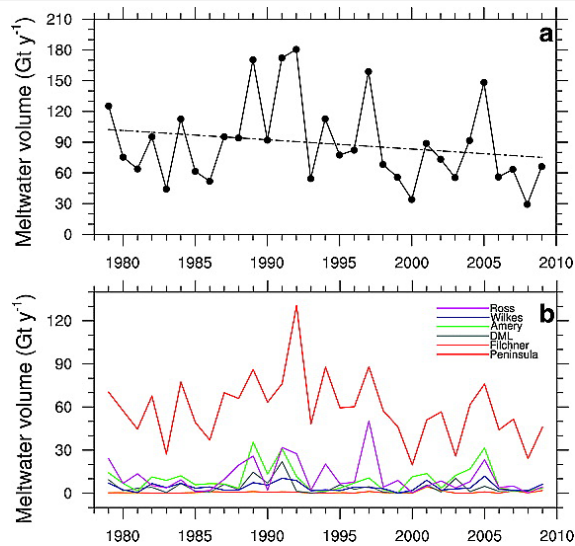 a
Meltwater volume (Gt y⁻¹)
210
180
150
120
90
60
30
0
1980 1985 1990 1995 2000 2005 2010
b
Meltwater volume (Gt y⁻¹)
120
90
60
30
0
Ross
Wilkes
Amery
DML
Filchner
Peninsula
1980 1985 1990 1995 2000 2005 2010